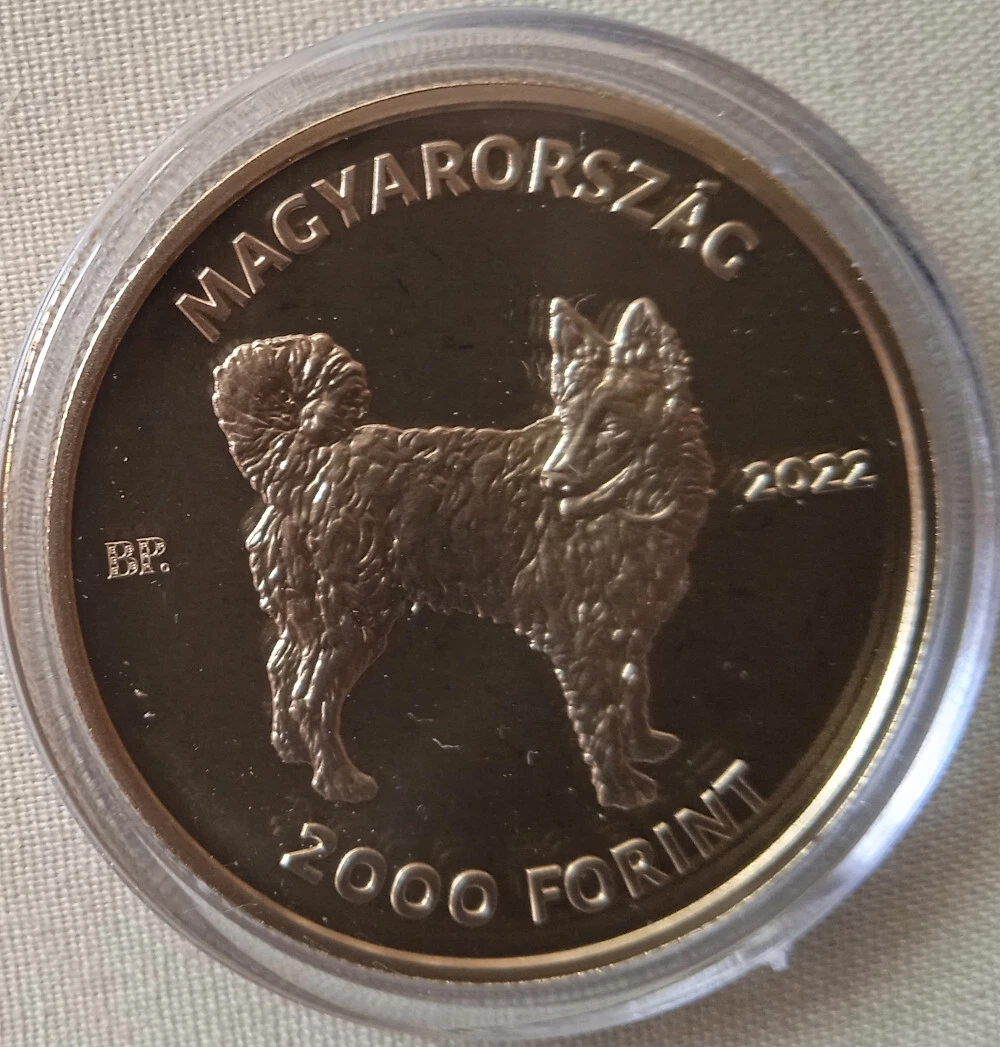 MAGYARORSZÁG
2022
BP.
2000 FORINT